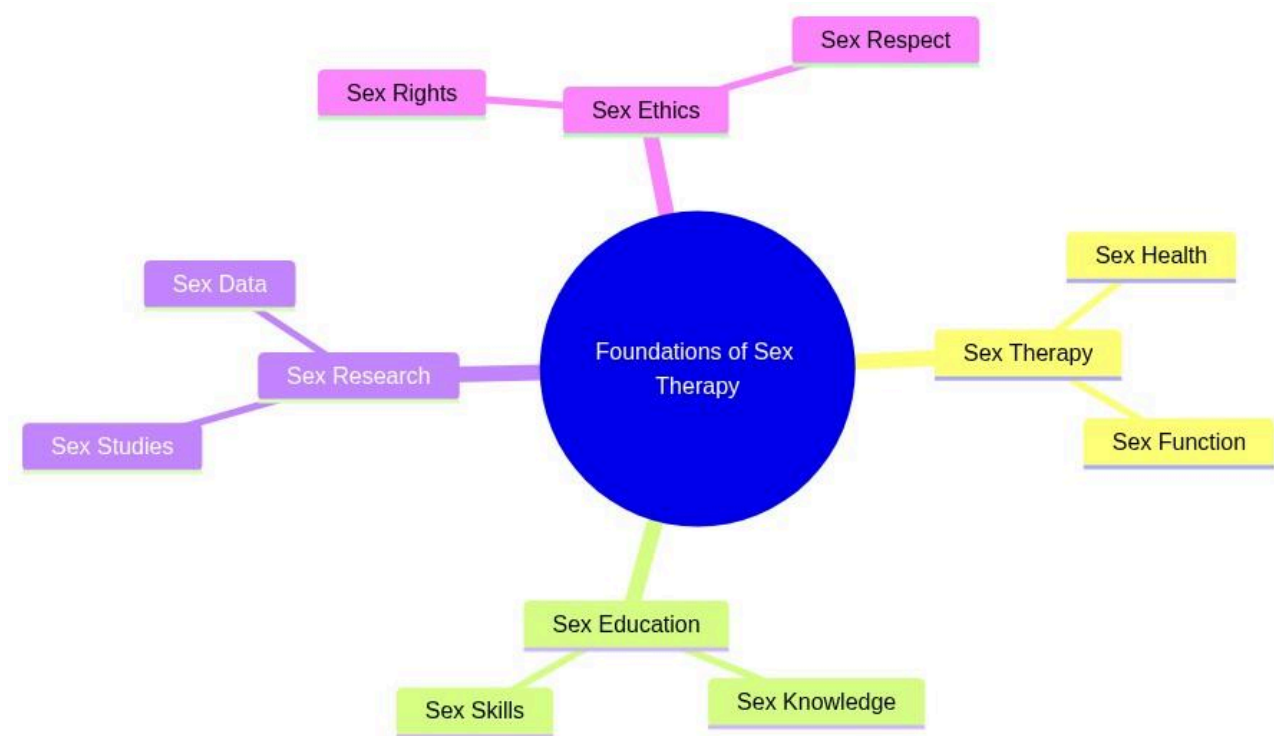 Sex Respect
Sex Rights
Sex Ethics
Sex Health
Sex Data
Sex Therapy
Foundations of Sex
Therapy
Sex Research
Sex Function
Sex Studies
Sex Education
Sex Knowledge
Sex Skills